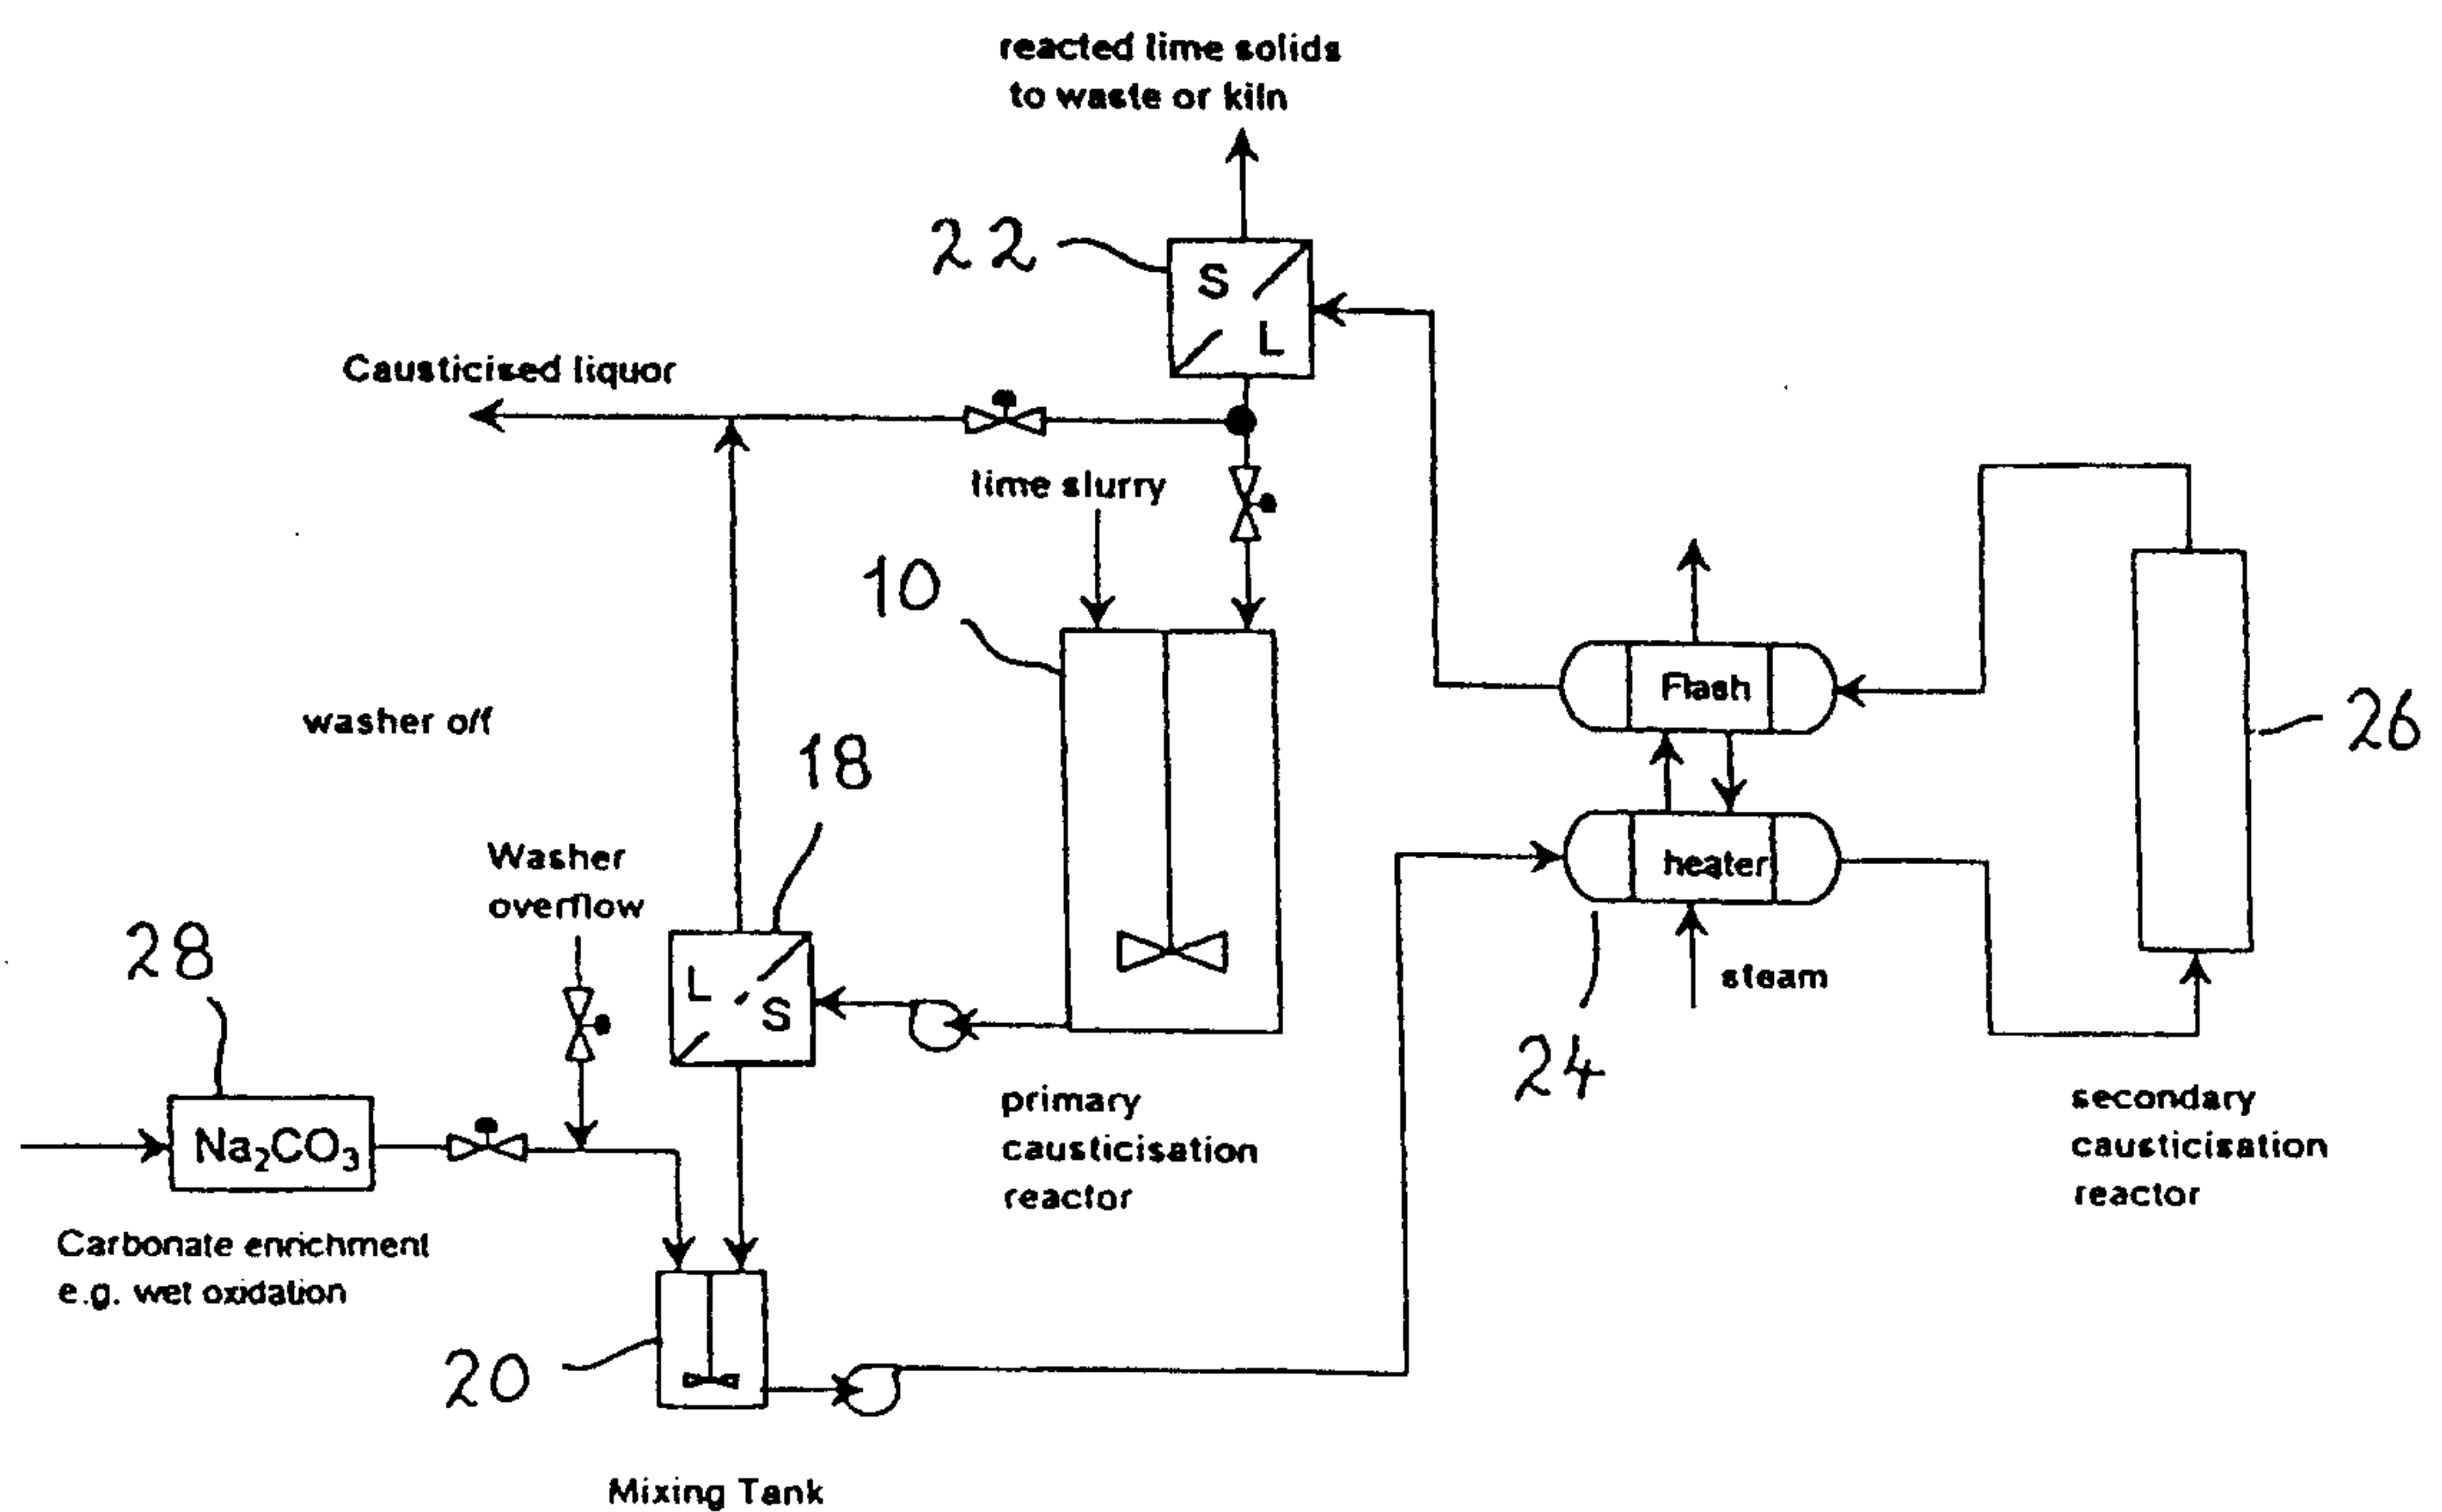 reacted lime solids
to waste or kiln
22
S
L
Causticised liquor
lime slurry
10
Flash
26
washer off
18
Washer
overflow
heater
28
L
S
steam
24
Na₂CO₃
primary
causticisation
reactor
secondary
causticisation
reactor
Carbonate enrichment
e.g. wet oxidation
20
Mixing Tank